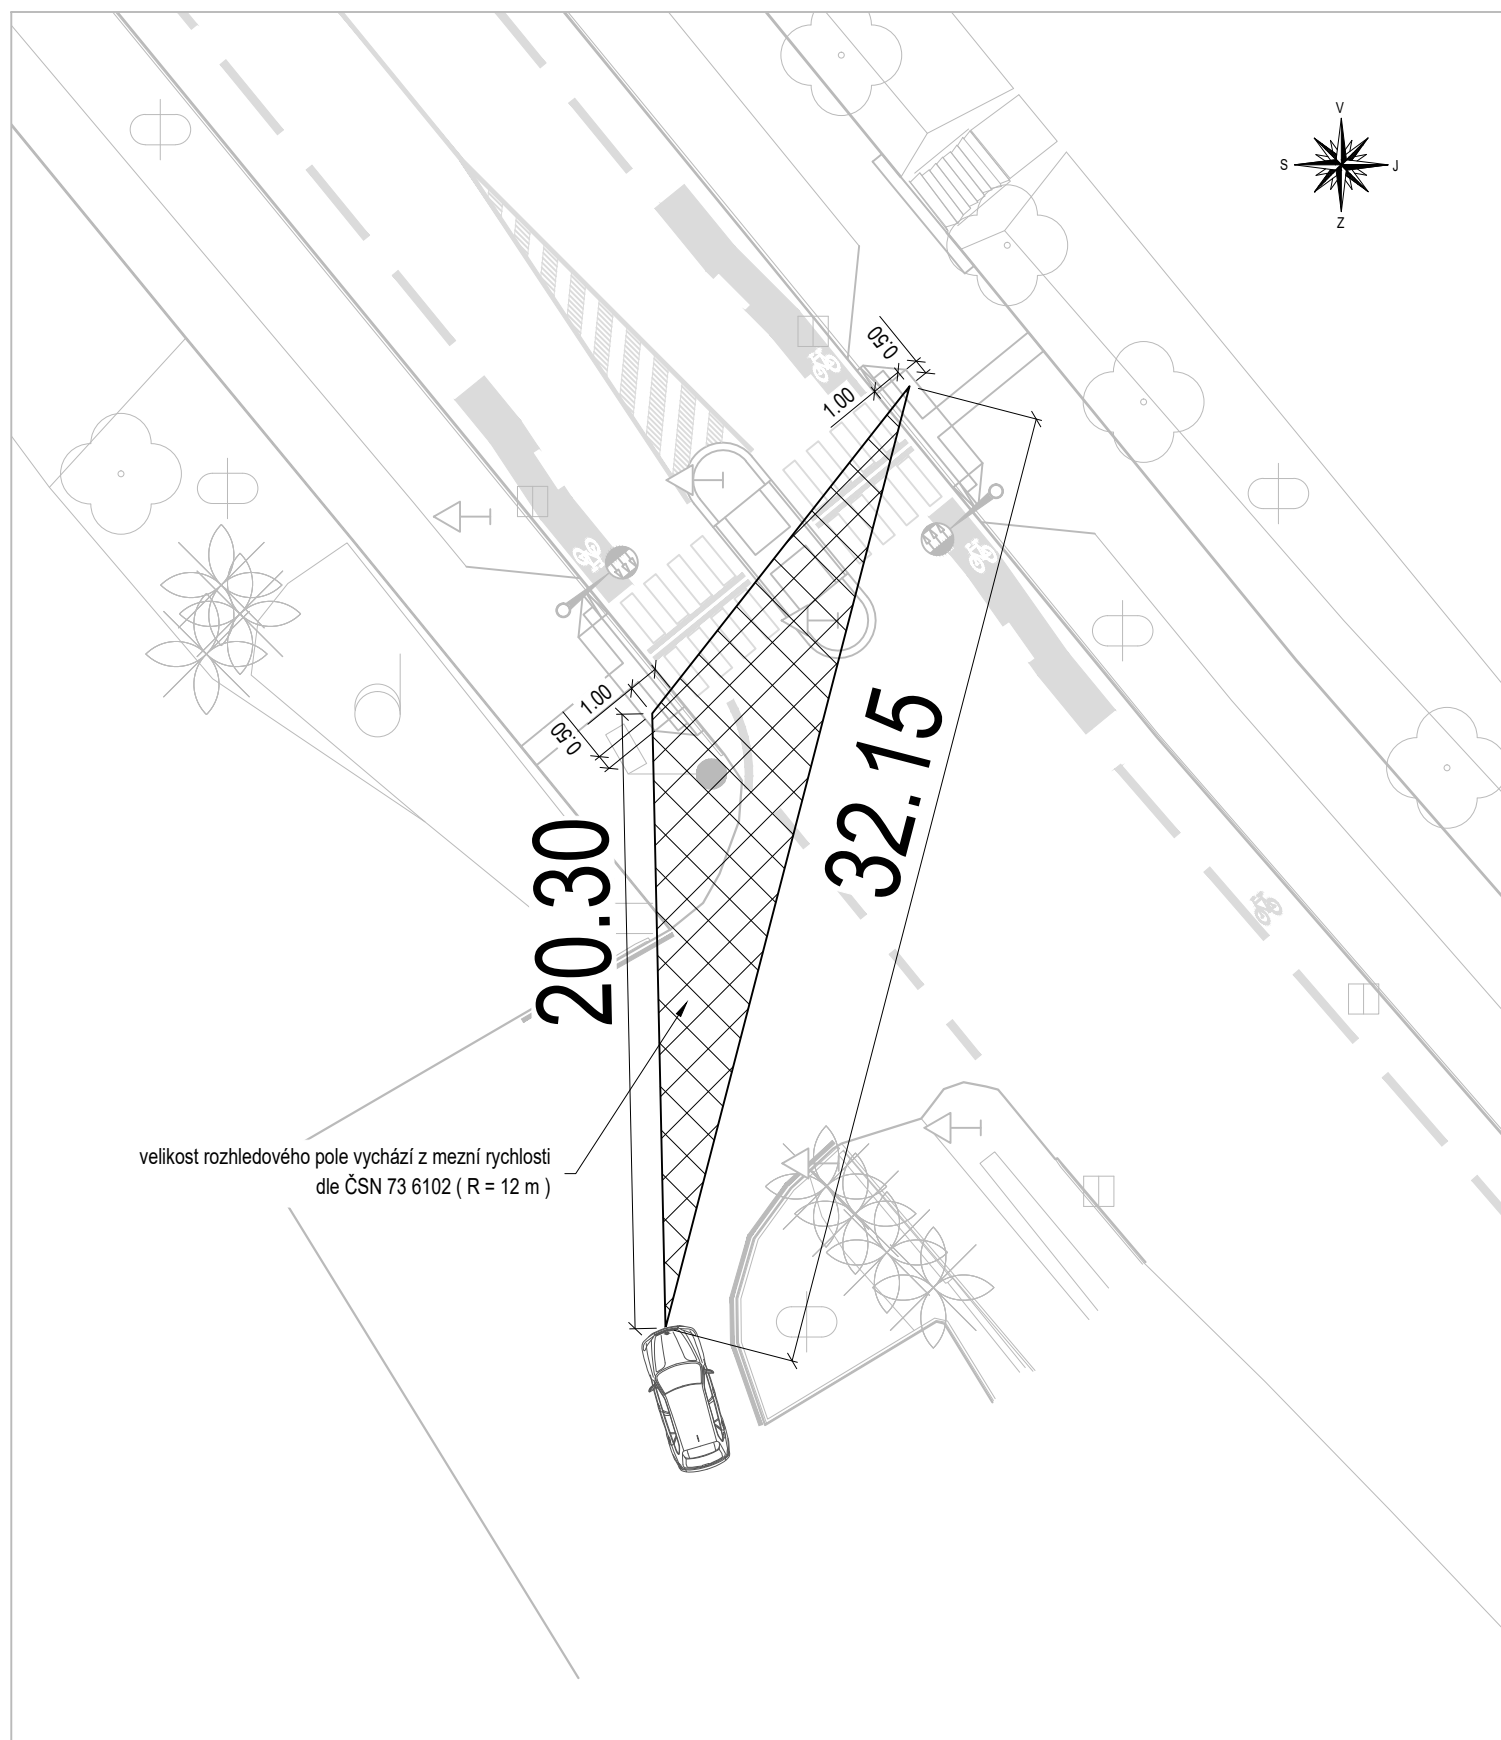 V
S
J
Z
0.50
1.00
1.00
0.50
32.15
20.30
velikost rozhledového pole vychází z mezní rychlosti
dle ČSN 73 6102 ( R = 12 m )